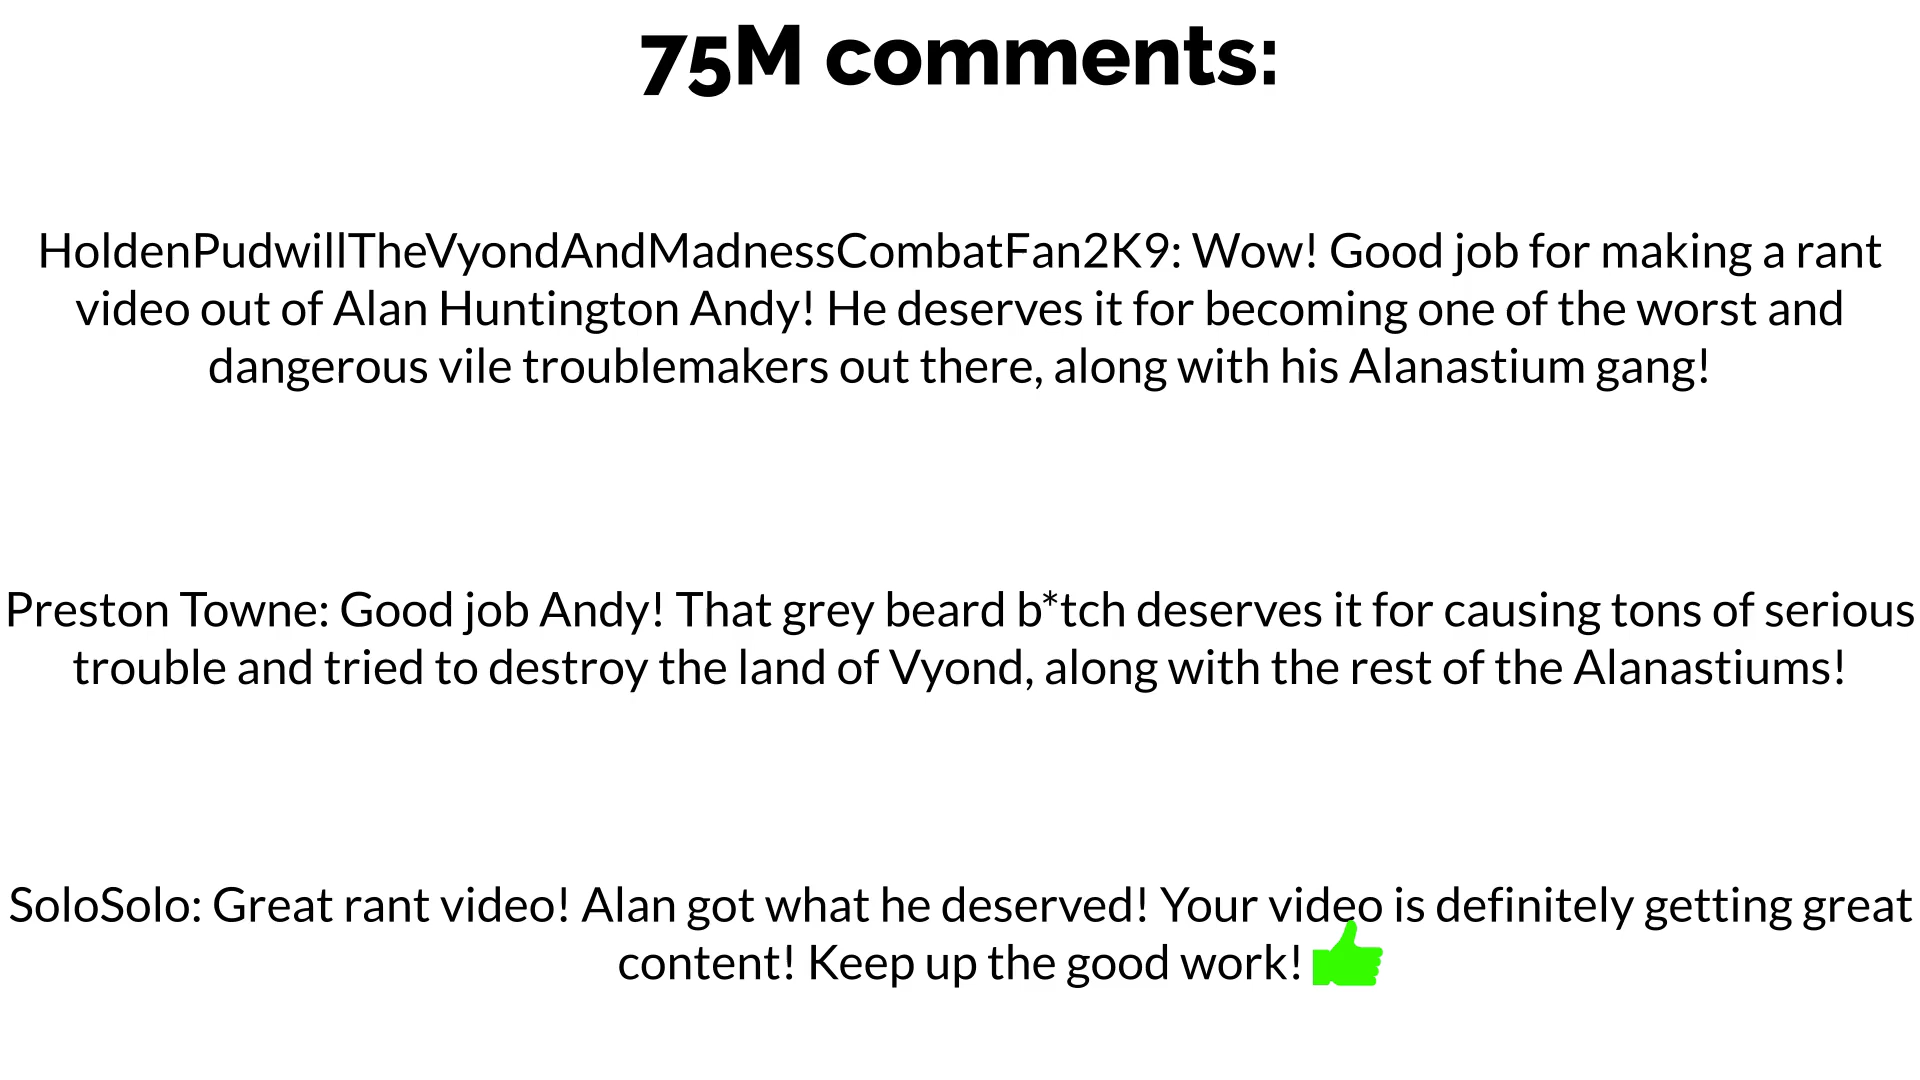 75M comments:
HoldenPudwillTheVyondAndMadnessCombatFan2K9: Wow! Good job for making a rant
video out of Alan Huntington Andy! He deserves it for becoming one of the worst and
dangerous vile troublemakers out there, along with his Alanastium gang!
Preston Towne: Good job Andy! That grey beard b*tch deserves it for causing tons of serious
trouble and tried to destroy the land of Vyond, along with the rest of the Alanastiums!
SoloSolo: Great rant video! Alan got what he deserved! Your video is definitely getting great
content! Keep up the good work!